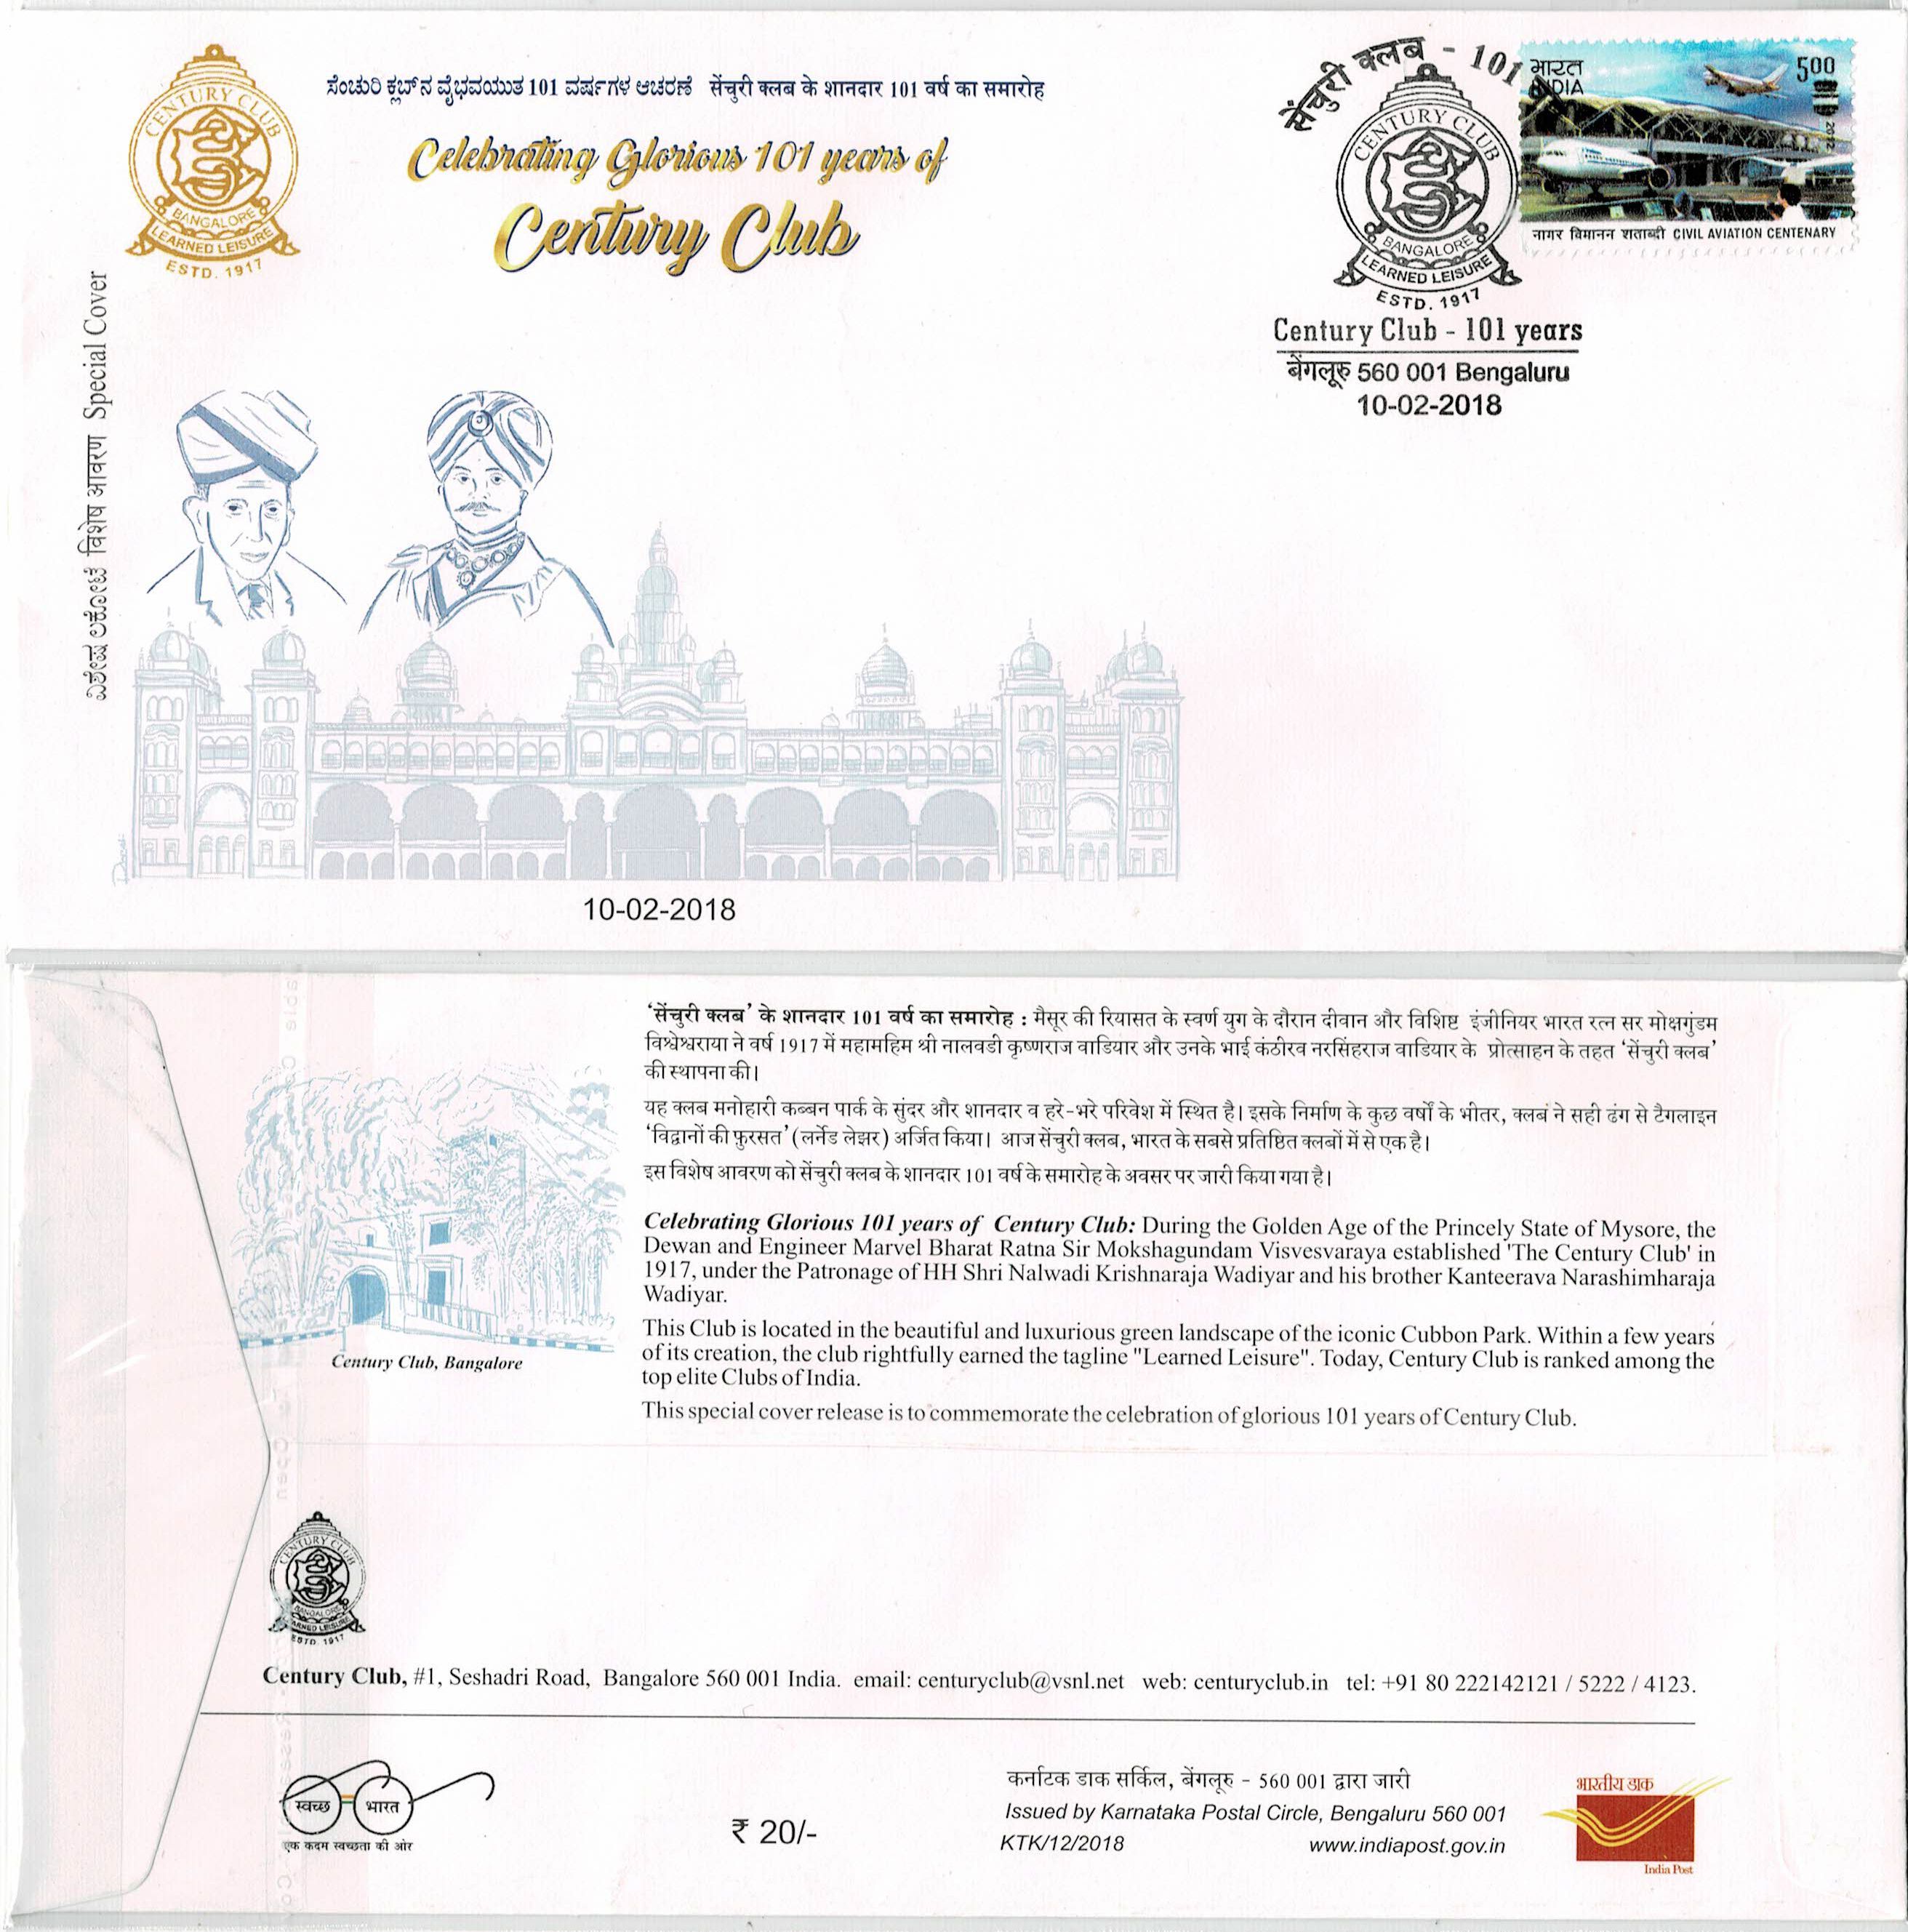 CENTURY CLUB
BANGALORE
LEARNED LEISURE
ESTD. 1917
ಸೆಂಚುರಿ ಕ್ಲಬ್‌ನ ವೈಭವಯುತ 101 ವರ್ಷಗಳ ಆಚರಣೆ सेंचुरी क्लब के शानदार 101 वर्ष का समारोह
Celebrating Glorious 101 years of
Century Club
सेंचुरी क्लब - 101
CENTURY CLUB
BANGALORE
LEARNED LEISURE
ESTD. 1917
Century Club - 101 years
बेंगलूरु 560 001 Bengaluru
10-02-2018
भारत
INDIA
500
2012
नागर विमानन शताब्दी CIVIL AVIATION CENTENARY
ವಿಶೇಷ ಲಕೋಟೆ विशेष आवरण Special Cover
10-02-2018
‘सेंचुरी क्लब’ के शानदार 101 वर्ष का समारोह : मैसूर की रियासत के स्वर्ण युग के दौरान दीवान और विशिष्ट इंजीनियर भारत रत्न सर मोक्षगुंडम
विश्वेश्वराया ने वर्ष 1917 में महामहिम श्री नालवडी कृष्णराज वाडियार और उनके भाई कंठीरव नरसिंहराज वाडियार के प्रोत्साहन के तहत ‘सेंचुरी क्लब’
की स्थापना की।
यह क्लब मनोहारी कब्बन पार्क के सुंदर और शानदार व हरे-भरे परिवेश में स्थित है। इसके निर्माण के कुछ वर्षों के भीतर, क्लब ने सही ढंग से टैगलाइन
‘विद्वानों की फुरसत’ (लर्नेड लेझर) अर्जित किया। आज सेंचुरी क्लब, भारत के सबसे प्रतिष्ठित क्लबों में से एक है।
इस विशेष आवरण को सेंचुरी क्लब के शानदार 101 वर्ष के समारोह के अवसर पर जारी किया गया है।
Celebrating Glorious 101 years of Century Club: During the Golden Age of the Princely State of Mysore, the
Dewan and Engineer Marvel Bharat Ratna Sir Mokshagundam Visvesvaraya established 'The Century Club' in
1917, under the Patronage of HH Shri Nalwadi Krishnaraja Wadiyar and his brother Kanteerava Narashimharaja
Wadiyar.
This Club is located in the beautiful and luxurious green landscape of the iconic Cubbon Park. Within a few years
of its creation, the club rightfully earned the tagline "Learned Leisure". Today, Century Club is ranked among the
top elite Clubs of India.
This special cover release is to commemorate the celebration of glorious 101 years of Century Club.
Century Club, Bangalore
CENTURY CLUB
BANGALORE
LEARNED LEISURE
ESTD. 1917
Century Club, #1, Seshadri Road, Bangalore 560 001 India. email: centuryclub@vsnl.net web: centuryclub.in tel: +91 80 222142121 / 5222 / 4123.
स्वच्छ भारत
एक कदम स्वच्छता की ओर
₹ 20/-
कर्नाटक डाक सर्किल, बेंगलूरु - 560 001 द्वारा जारी
Issued by Karnataka Postal Circle, Bengaluru 560 001
KTK/12/2018 www.indiapost.gov.in
भारतीय डाक
India Post